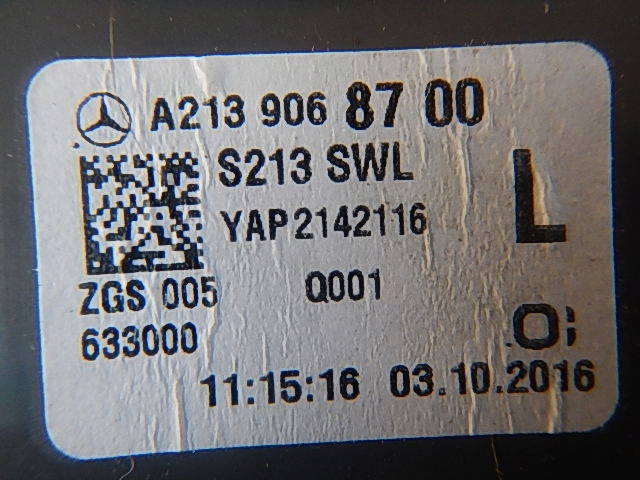 A213 906 87 00
S213 SWL
YAP2142116
L
ZGS 005
Q001
633000
O
11:15:16 03.10.2016